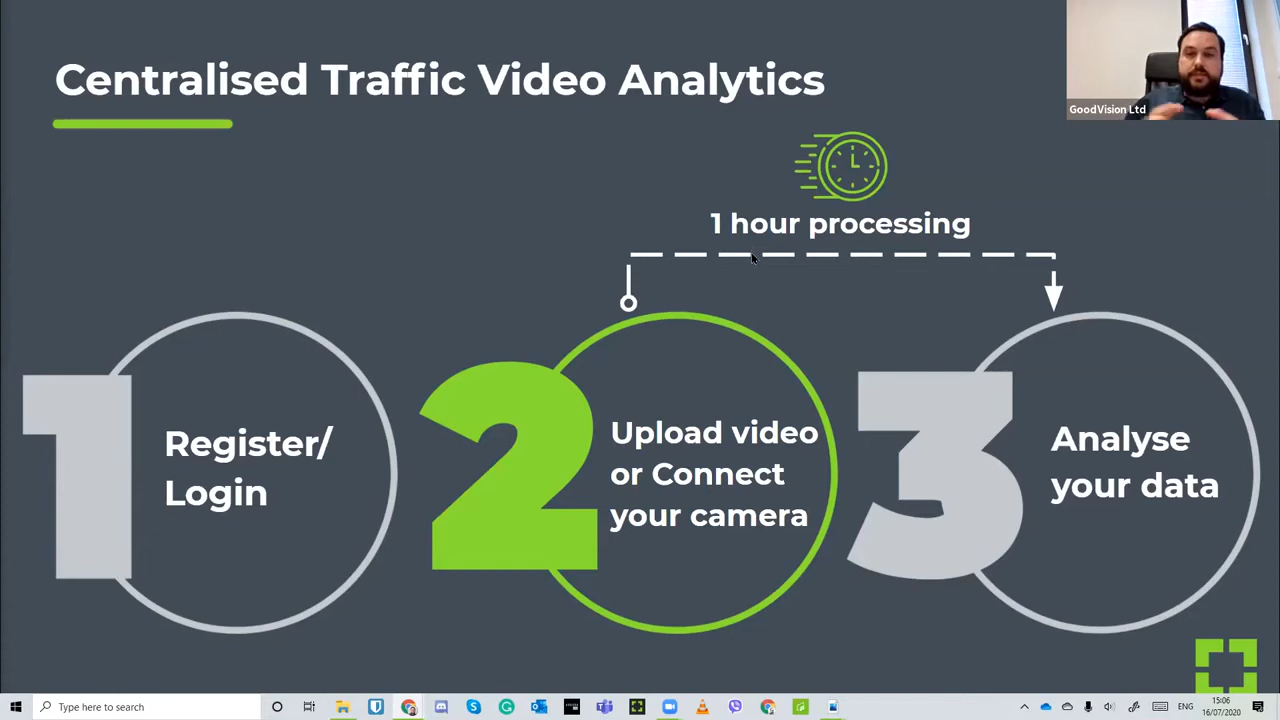 Centralised Traffic Video Analytics
GoodVision Ltd
1 hour processing
1
Register/
Login
2
Upload video
or Connect
your camera
3
Analyse
your data
Type here to search
ENG
15:06
16/07/2020